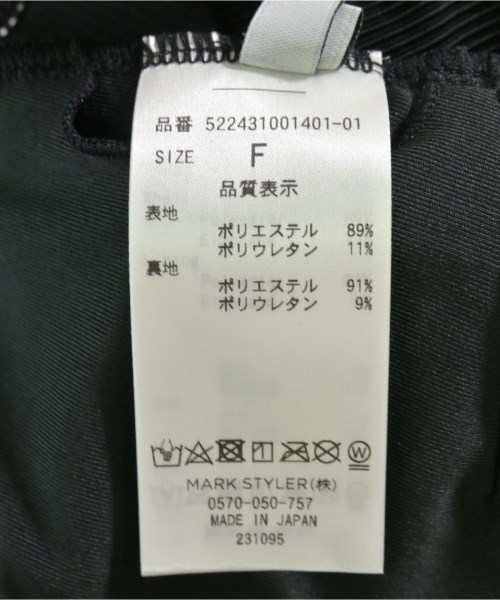 品番 522431001401-01
SIZE F
品質表示
表地
ポリエステル 89%
ポリウレタン 11%
裏地
ポリエステル 91%
ポリウレタン 9%
W
MARK STYLER(株)
0570-050-757
MADE IN JAPAN
231095